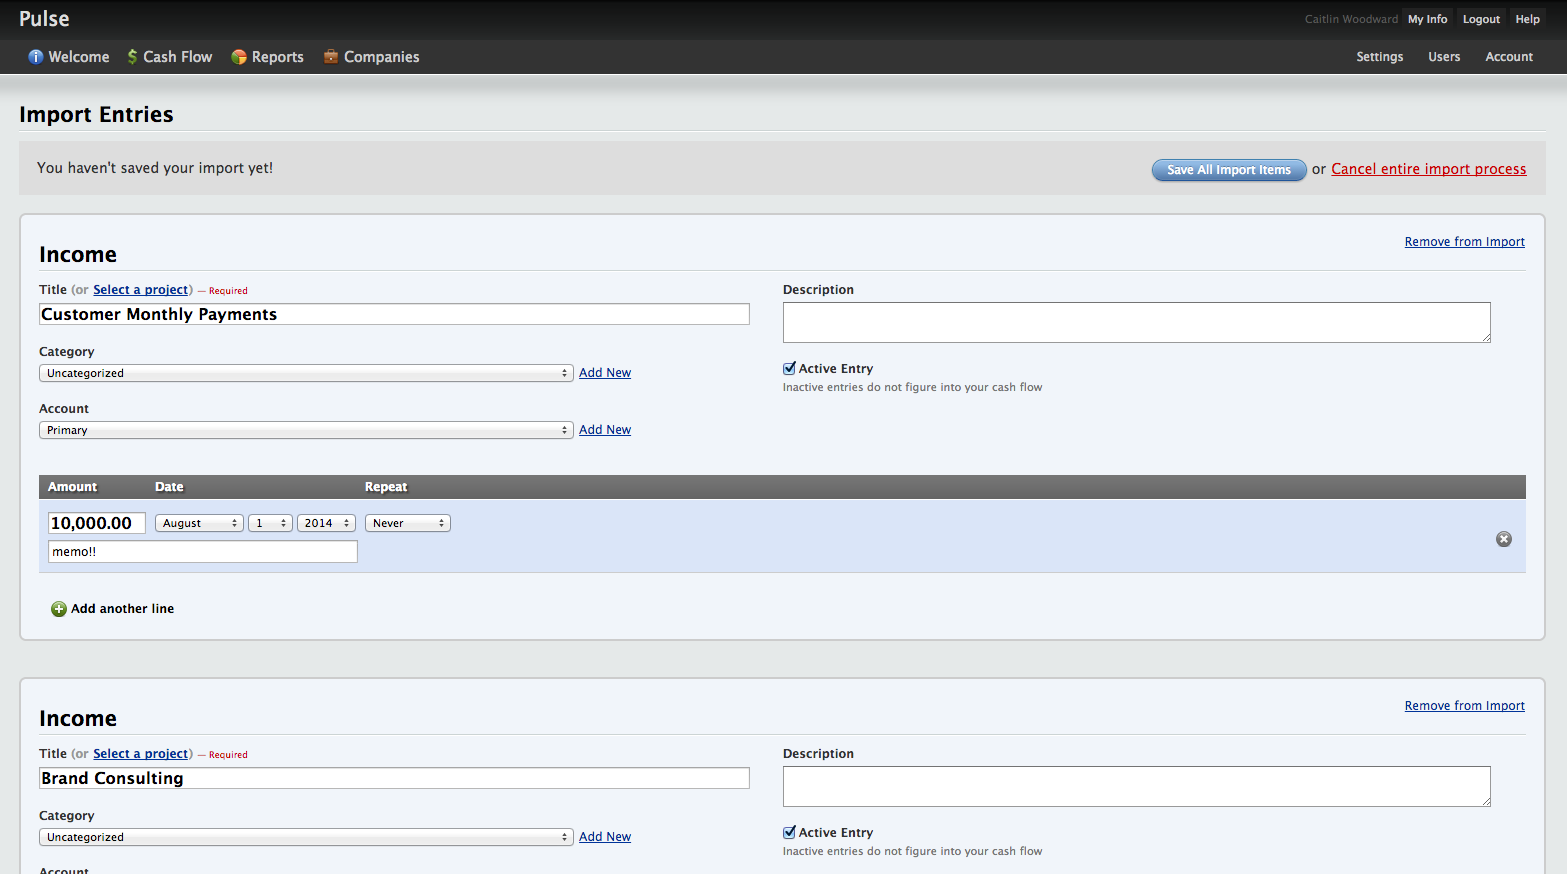 Pulse
Caitlin Woodward My Info Logout Help
Welcome Cash Flow Reports Companies Settings Users Account
Import Entries
You haven't saved your import yet! Save All Import Items or Cancel entire import process
Income Remove from Import
Title (or Select a project) — Required Description
Customer Monthly Payments
Category
Uncategorized Add New
Active Entry
Inactive entries do not figure into your cash flow
Account
Primary Add New
Amount Date Repeat
10,000.00 August 1 2014 Never
memo!!
Add another line
Income Remove from Import
Title (or Select a project) — Required Description
Brand Consulting
Category
Uncategorized Add New
Active Entry
Inactive entries do not figure into your cash flow
Account